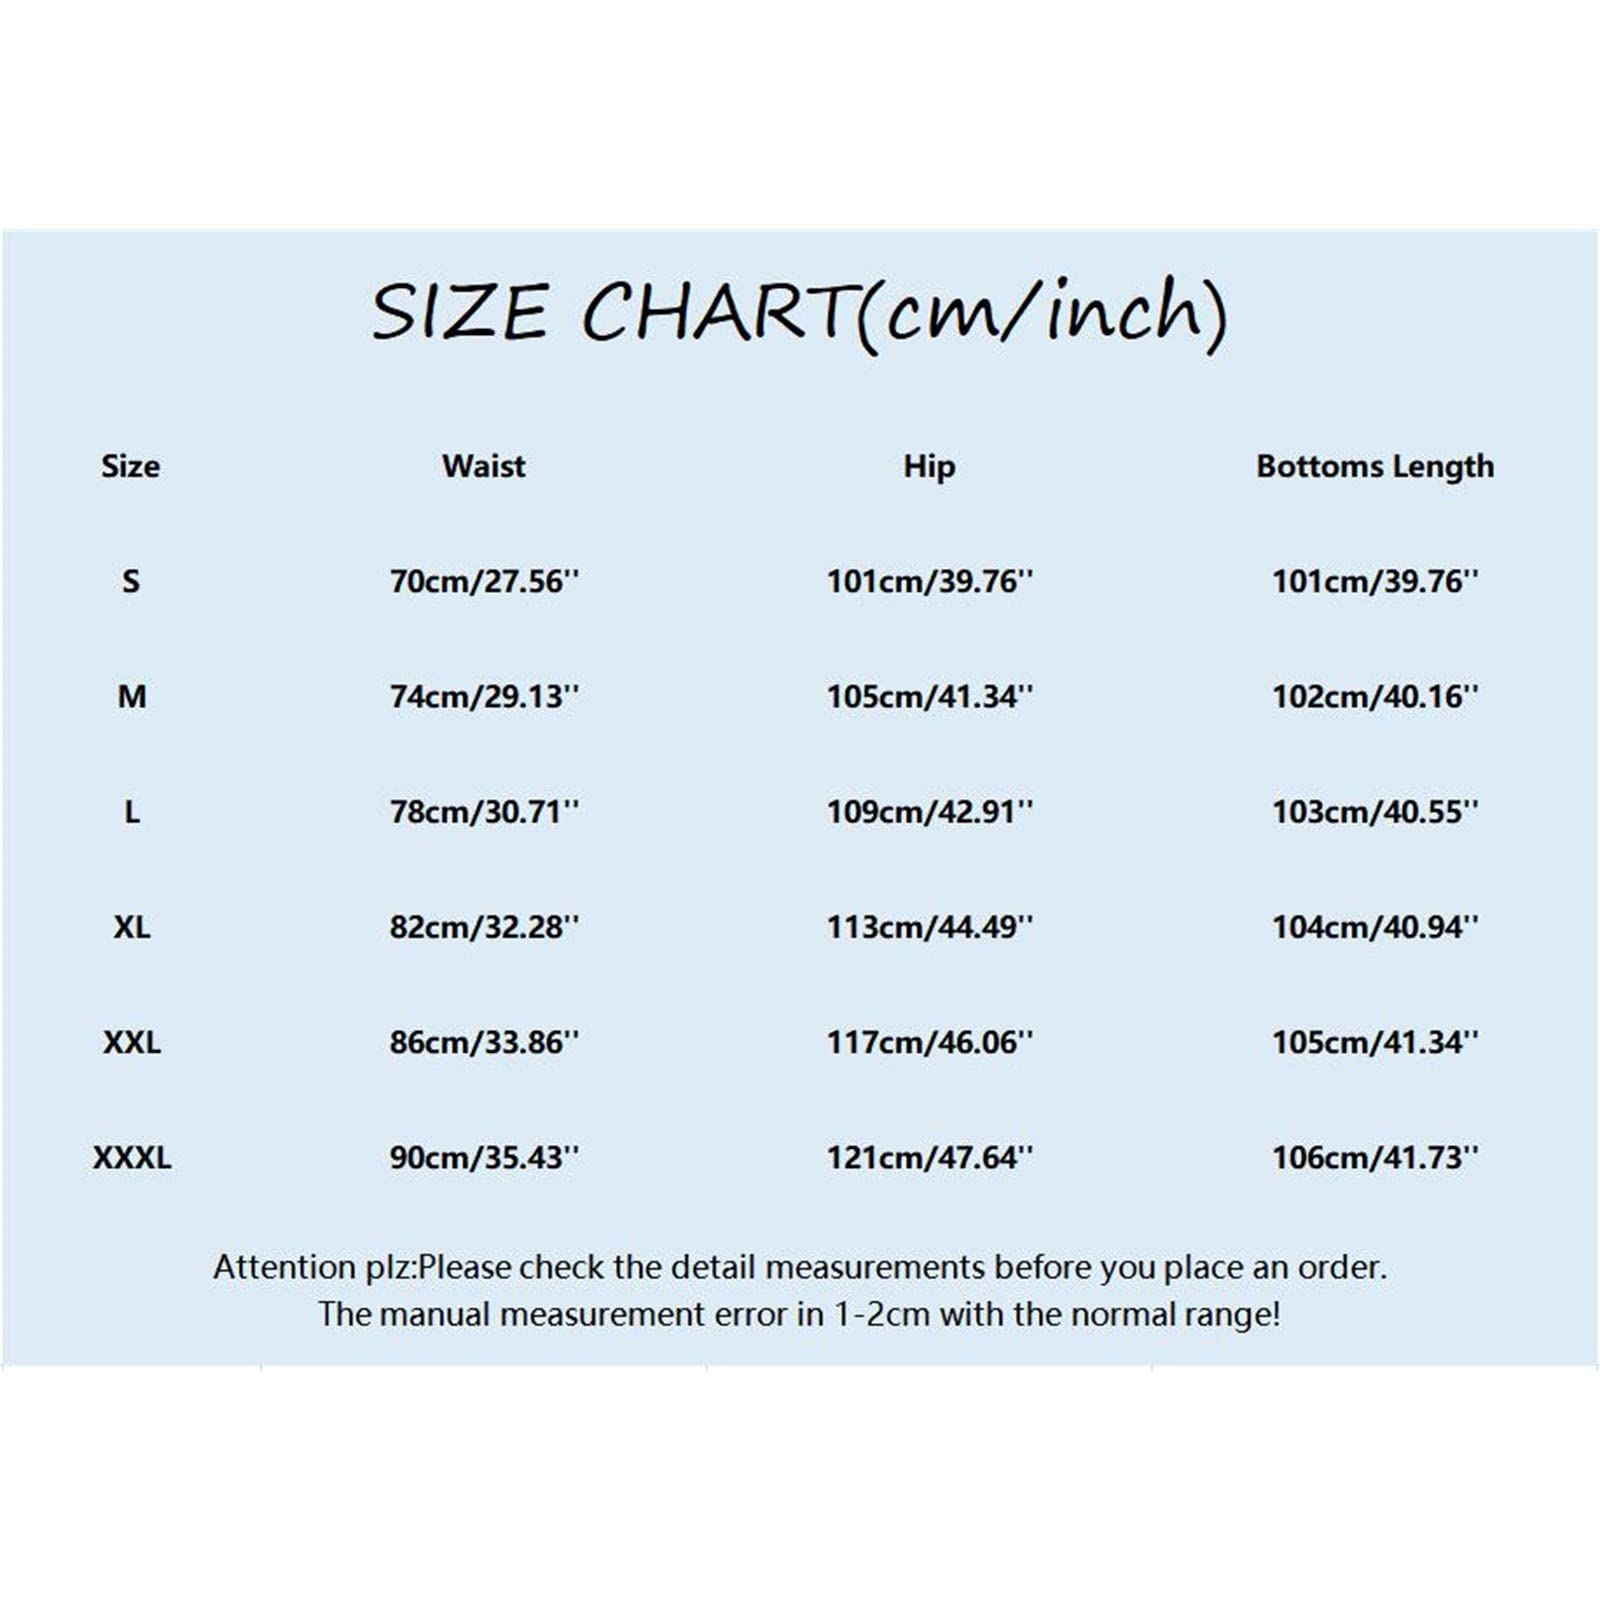 SIZE CHART(cm/inch)
Size Waist Hip Bottoms Length
S 70cm/27.56'' 101cm/39.76'' 101cm/39.76''
M 74cm/29.13'' 105cm/41.34'' 102cm/40.16''
L 78cm/30.71'' 109cm/42.91'' 103cm/40.55''
XL 82cm/32.28'' 113cm/44.49'' 104cm/40.94''
XXL 86cm/33.86'' 117cm/46.06'' 105cm/41.34''
XXXL 90cm/35.43'' 121cm/47.64'' 106cm/41.73''
Attention plz:Please check the detail measurements before you place an order.
The manual measurement error in 1-2cm with the normal range!